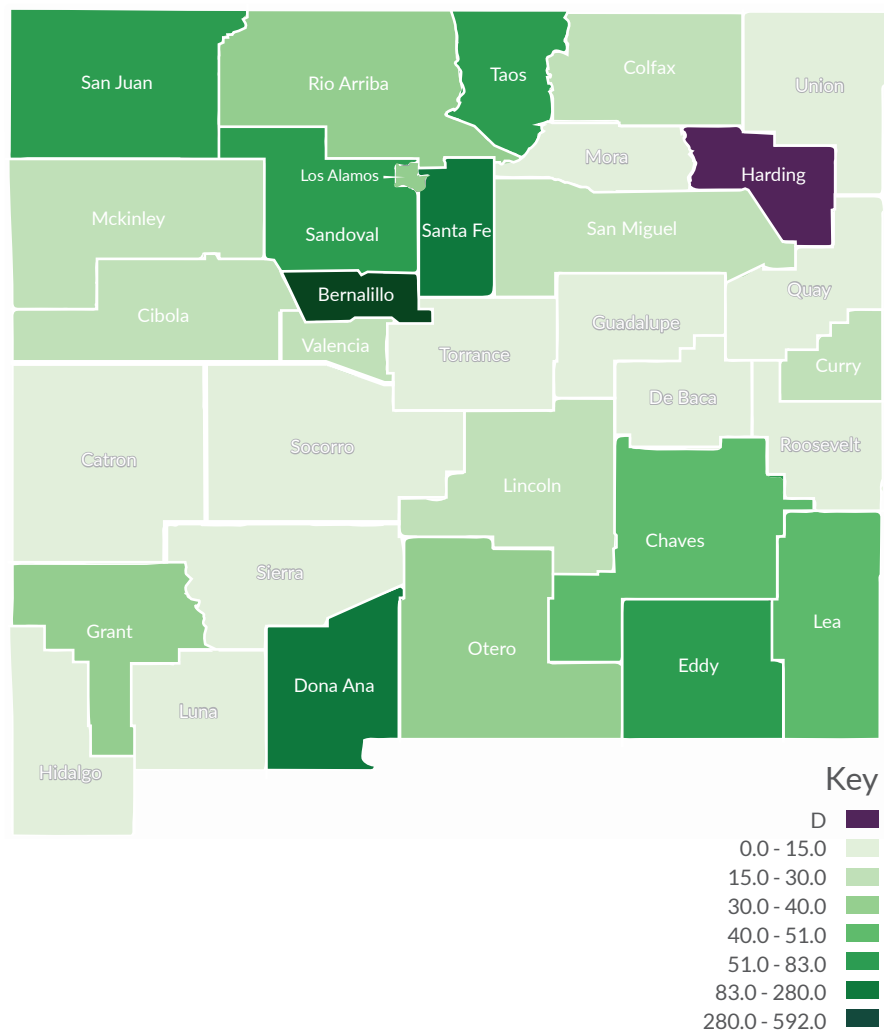 San Juan
Rio Arriba
Taos
Colfax
Union
Mora
Harding
Los Alamos
Mckinley
Sandoval
Santa Fe
San Miguel
Bernalillo
Quay
Cibola
Valencia
Torrance
Guadalupe
Curry
De Baca
Roosevelt
Catron
Socorro
Lincoln
Chaves
Sierra
Grant
Otero
Lea
Eddy
Dona Ana
Luna
Hidalgo
Key
D
0.0 - 15.0
15.0 - 30.0
30.0 - 40.0
40.0 - 51.0
51.0 - 83.0
83.0 - 280.0
280.0 - 592.0